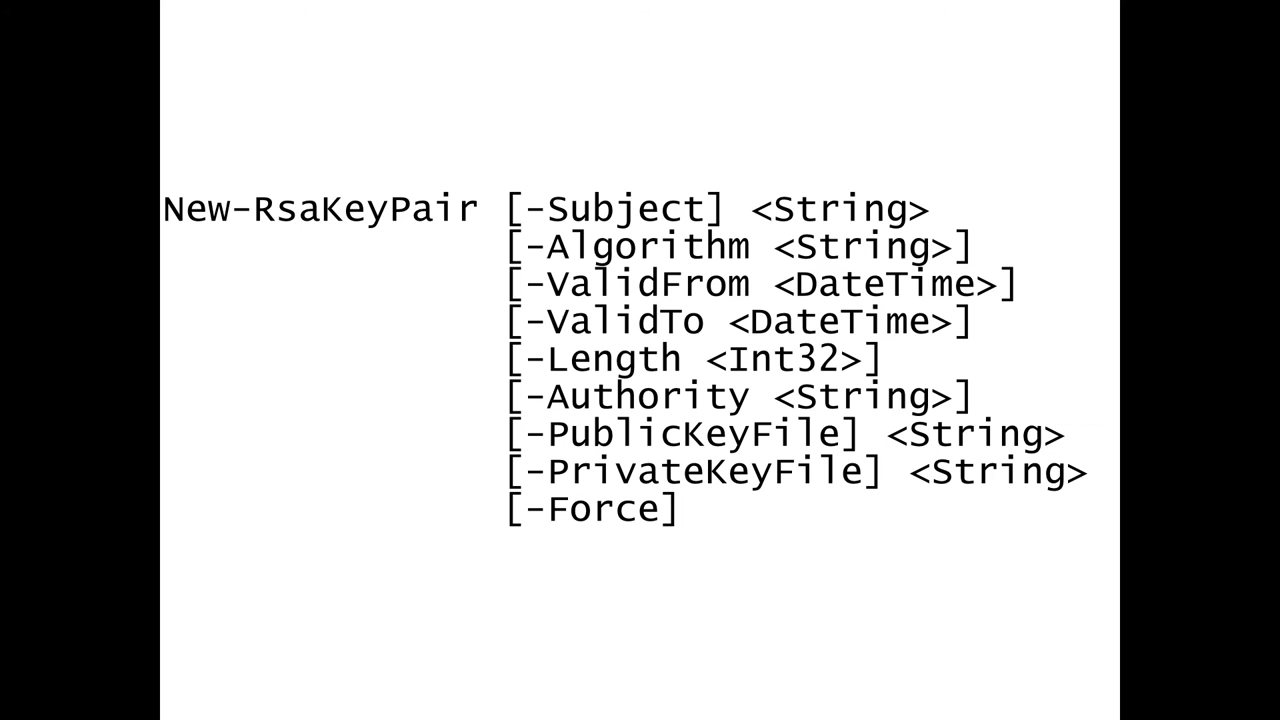 New-RsaKeyPair [-Subject] <String>
[-Algorithm <String>]
[-ValidFrom <DateTime>]
[-ValidTo <DateTime>]
[-Length <Int32>]
[-Authority <String>]
[-PublicKeyFile] <String>
[-PrivateKeyFile] <String>
[-Force]